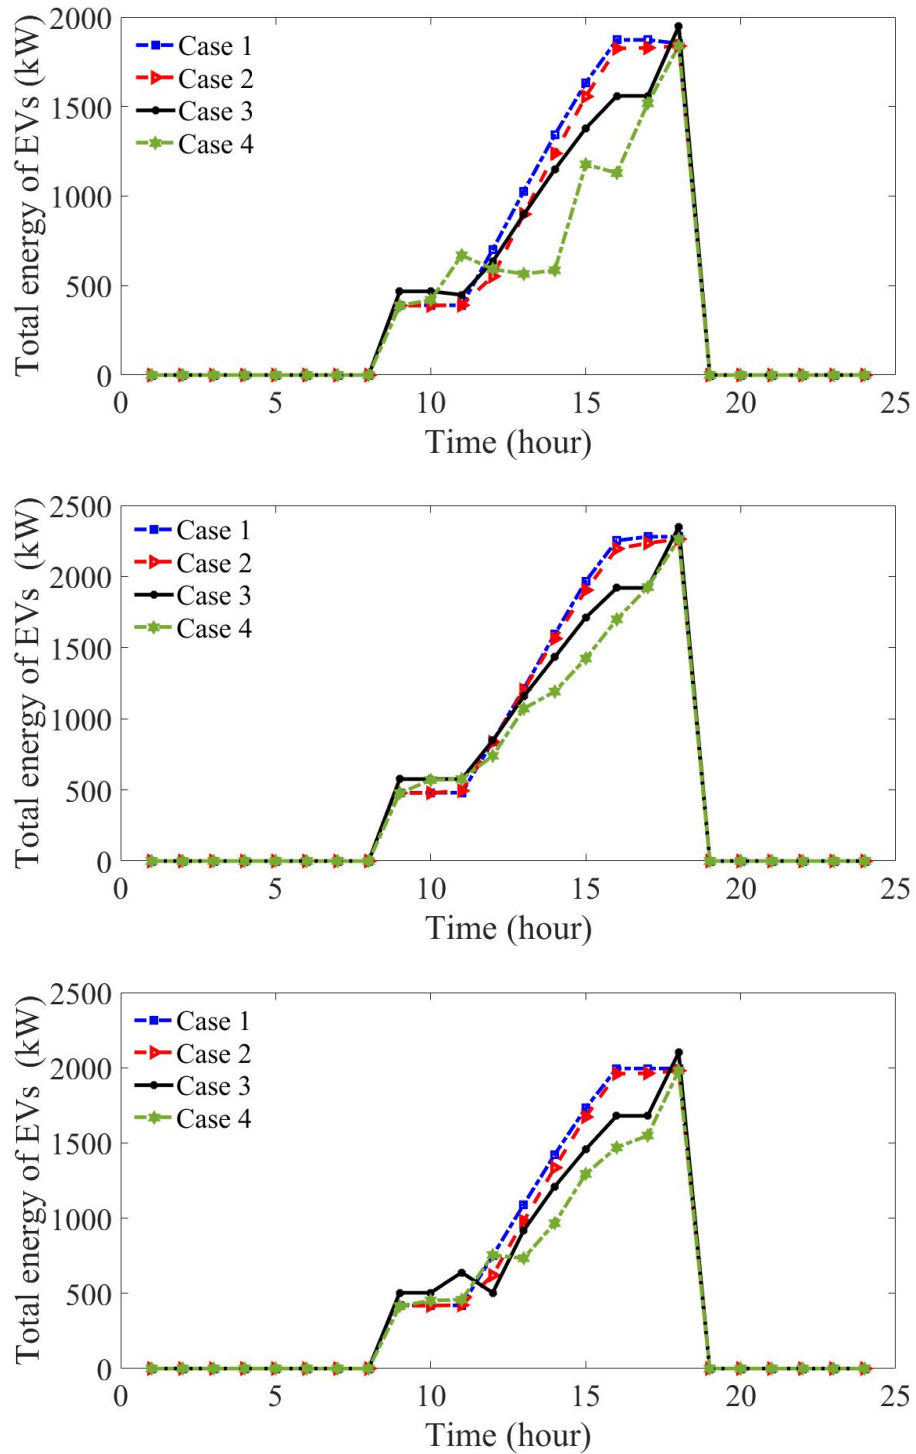 Total energy of EVs (kW)
2000
1500
1000
500
0
Case 1
Case 2
Case 3
Case 4
0 5 10 15 20 25
Time (hour)
Total energy of EVs (kW)
2500
2000
1500
1000
500
0
Case 1
Case 2
Case 3
Case 4
0 5 10 15 20 25
Time (hour)
Total energy of EVs (kW)
2500
2000
1500
1000
500
0
Case 1
Case 2
Case 3
Case 4
0 5 10 15 20 25
Time (hour)